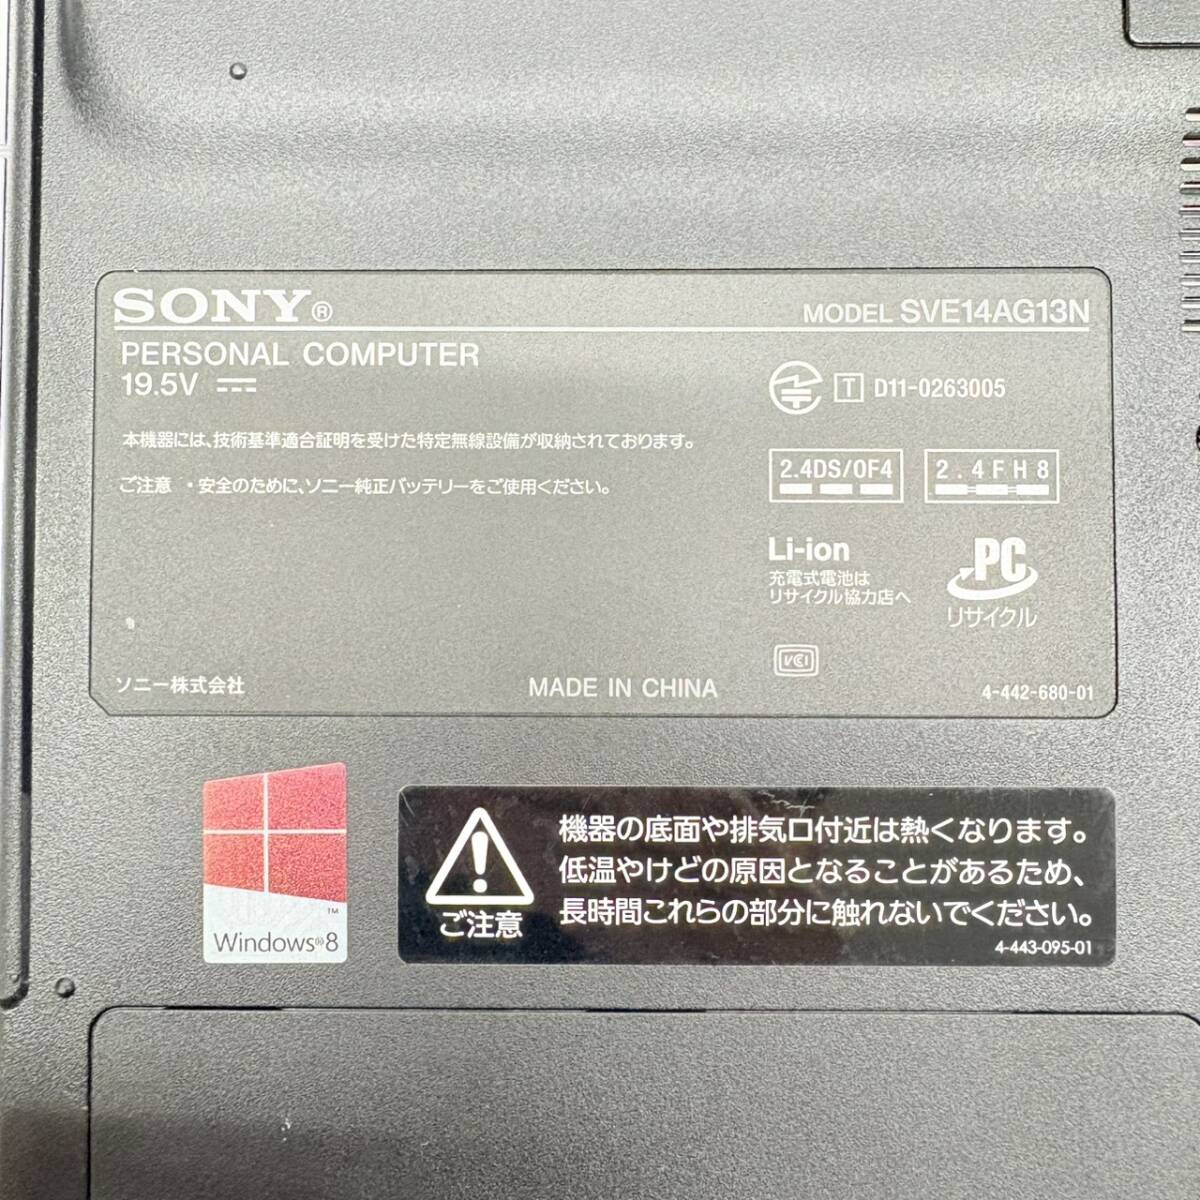 SONY®
MODEL SVE14AG13N
PERSONAL COMPUTER
19.5V
T D11-0263005
本機器には、技術基準適合証明を受けた特定無線設備が収納されております。
ご注意 ・安全のために、ソニー純正バッテリーをご使用ください。
2.4DS/OF4
2.4FH8
Li-ion
充電式電池は
リサイクル協力店へ
PC
リサイクル
VCI
ソニー株式会社
MADE IN CHINA
4-442-680-01
™
Windows®8
ご注意
機器の底面や排気口付近は熱くなります。
低温やけどの原因となることがあるため、
長時間これらの部分に触れないでください。
4-443-095-01